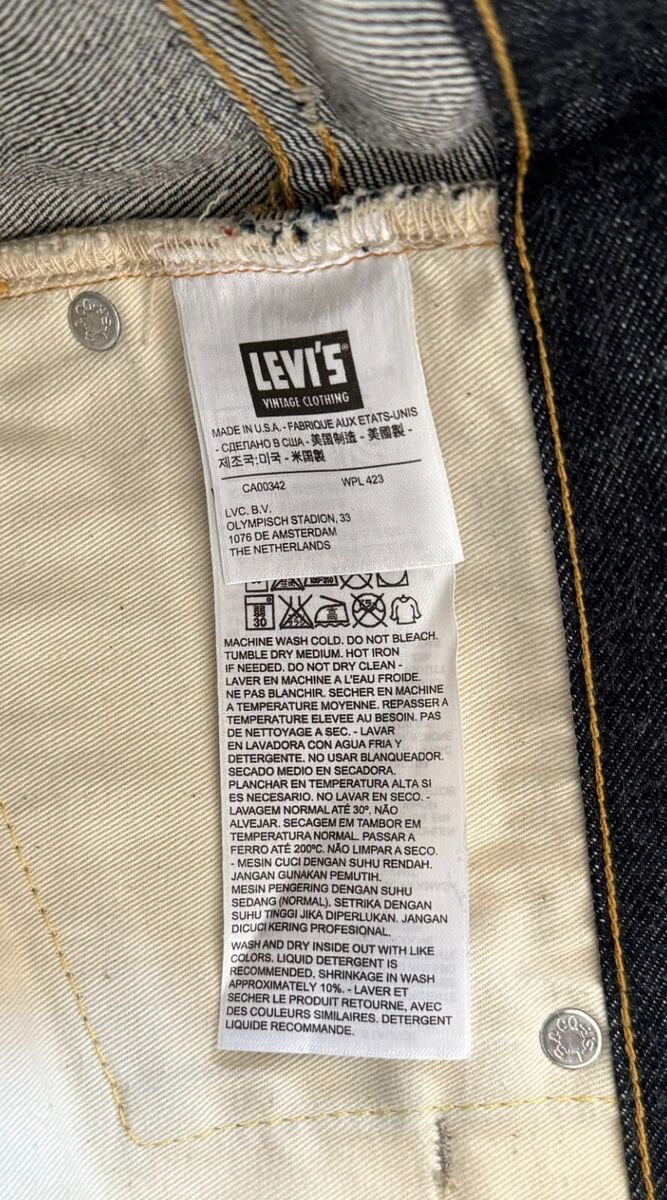 LEVI'S®
VINTAGE CLOTHING
MADE IN U.S.A. - FABRIQUE AUX ETATS-UNIS
- СДЕЛАНО В США - 美国制造 - 美國製 -
제조국:미국 - 米国製
CA00342 WPL 423
LVC. B.V.
OLYMPISCH STADION, 33
1076 DE AMSTERDAM
THE NETHERLANDS
弱
30
MACHINE WASH COLD. DO NOT BLEACH.
TUMBLE DRY MEDIUM. HOT IRON
IF NEEDED. DO NOT DRY CLEAN -
LAVER EN MACHINE A L'EAU FROIDE.
NE PAS BLANCHIR. SECHER EN MACHINE
A TEMPERATURE MOYENNE. REPASSER A
TEMPERATURE ELEVEE AU BESOIN. PAS
DE NETTOYAGE A SEC. - LAVAR
EN LAVADORA CON AGUA FRIA Y
DETERGENTE. NO USAR BLANQUEADOR.
SECADO MEDIO EN SECADORA.
PLANCHAR EN TEMPERATURA ALTA SI
ES NECESARIO. NO LAVAR EN SECO. -
LAVAGEM NORMAL ATÉ 30º. NÃO
ALVEJAR. SECAGEM EM TAMBOR EM
TEMPERATURA NORMAL. PASSAR A
FERRO ATÉ 200ºC. NÃO LIMPAR A SECO.
- MESIN CUCI DENGAN SUHU RENDAH.
JANGAN GUNAKAN PEMUTIH.
MESIN PENGERING DENGAN SUHU
SEDANG (NORMAL). SETRIKA DENGAN
SUHU TINGGI JIKA DIPERLUKAN. JANGAN
DICUCI KERING PROFESIONAL.
WASH AND DRY INSIDE OUT WITH LIKE
COLORS. LIQUID DETERGENT IS
RECOMMENDED. SHRINKAGE IN WASH
APPROXIMATELY 10%. - LAVER ET
SECHER LE PRODUIT RETOURNE, AVEC
DES COULEURS SIMILAIRES. DETERGENT
LIQUIDE RECOMMANDE.